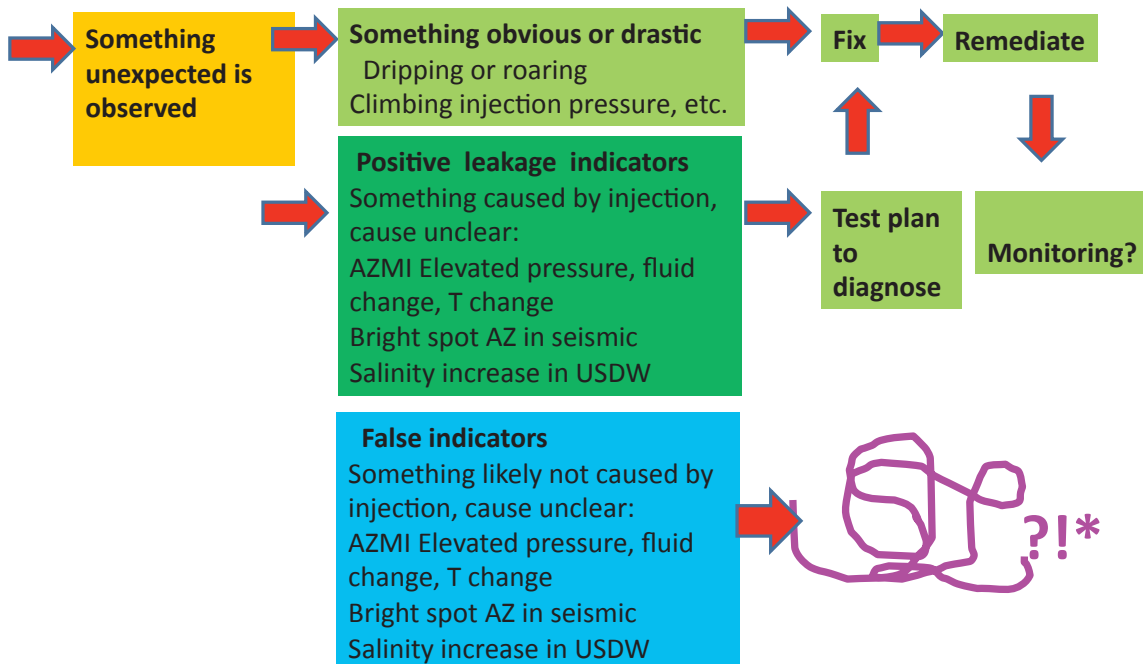 Something
unexpected is
observed
Something obvious or drastic
Dripping or roaring
Climbing injection pressure, etc.
Fix
Remediate
Positive leakage indicators
Something caused by injection,
cause unclear:
AZMI Elevated pressure, fluid
change, T change
Bright spot AZ in seismic
Salinity increase in USDW
Test plan
to
diagnose
Monitoring?
False indicators
Something likely not caused by
injection, cause unclear:
AZMI Elevated pressure, fluid
change, T change
Bright spot AZ in seismic
Salinity increase in USDW
?!*